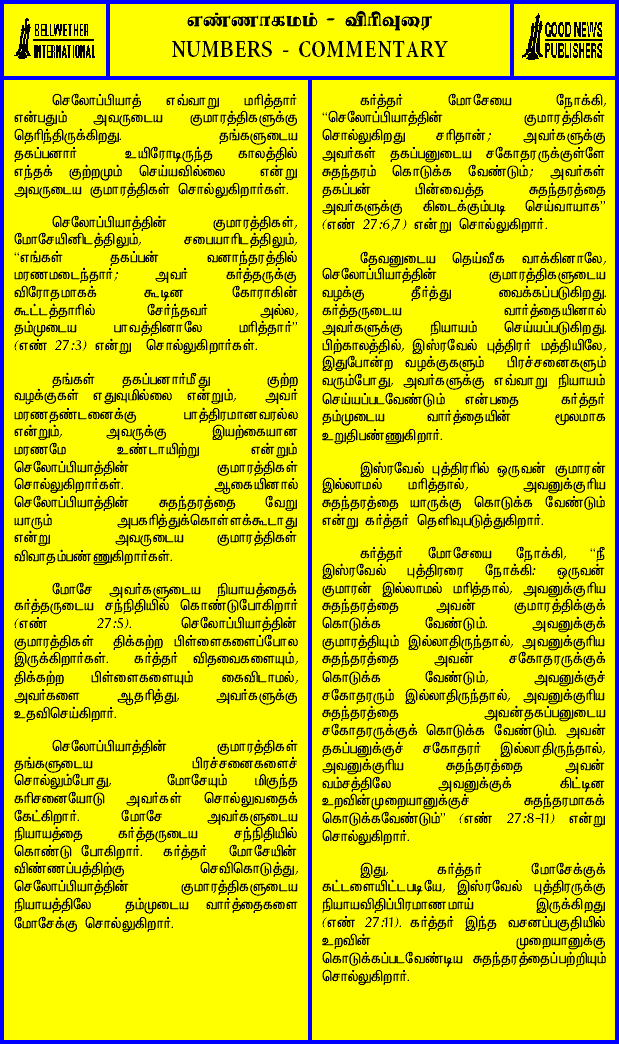 BELLWETHER
INTERNATIONAL
எண்ணாகமம் - விரிவுரை
NUMBERS - COMMENTARY
GOOD NEWS
PUBLISHERS
செலோப்பியாத் எவ்வாறு மரித்தார்
என்பதும் அவருடைய குமாரத்திகளுக்கு
தெரிந்திருக்கிறது. தங்களுடைய
தகப்பனார் உயிரோடிருந்த காலத்தில்
எந்தக் குற்றமும் செய்யவில்லை என்று
அவருடைய குமாரத்திகள் சொல்லுகிறார்கள்.
செலோப்பியாத்தின் குமாரத்திகள்,
மோசேயினிடத்திலும், சபையாரிடத்திலும்,
“எங்கள் தகப்பன் வனாந்தரத்தில்
மரணமடைந்தார்; அவர் கர்த்தருக்கு
விரோதமாகக் கூடின கோராகின்
கூட்டத்தாரில் சேர்ந்தவர் அல்ல,
தம்முடைய பாவத்தினாலே மரித்தார்”
(எண் 27:3) என்று சொல்லுகிறார்கள்.
தங்கள் தகப்பனார்மீது குற்ற
வழக்குகள் எதுவுமில்லை என்றும், அவர்
மரணதண்டனைக்கு பாத்திரமானவரல்ல
என்றும், அவருக்கு இயற்கையான
மரணமே உண்டாயிற்று என்றும்
செலோப்பியாத்தின் குமாரத்திகள்
சொல்லுகிறார்கள். ஆகையினால்
செலோப்பியாத்தின் சுதந்தரத்தை வேறு
யாரும் அபகரித்துக்கொள்ளக்கூடாது
என்று அவருடைய குமாரத்திகள்
விவாதம்பண்ணுகிறார்கள்.
மோசே அவர்களுடைய நியாயத்தைக்
கர்த்தருடைய சந்நிதியில் கொண்டுபோகிறார்
(எண் 27:5). செலோப்பியாத்தின்
குமாரத்திகள் திக்கற்ற பிள்ளைகளைப்போல
இருக்கிறார்கள். கர்த்தர் விதவைகளையும்,
திக்கற்ற பிள்ளைகளையும் கைவிடாமல்,
அவர்களை ஆதரித்து, அவர்களுக்கு
உதவிசெய்கிறார்.
செலோப்பியாத்தின் குமாரத்திகள்
தங்களுடைய பிரச்சனைகளைச்
சொல்லும்போது, மோசேயும் மிகுந்த
கரிசனையோடு அவர்கள் சொல்லுவதைக்
கேட்கிறார். மோசே அவர்களுடைய
நியாயத்தை கர்த்தருடைய சந்நிதியில்
கொண்டு போகிறார். கர்த்தர் மோசேயின்
விண்ணப்பத்திற்கு செவிகொடுத்து,
செலோப்பியாத்தின் குமாரத்திகளுடைய
நியாயத்திலே தம்முடைய வார்த்தைகளை
மோசேக்கு சொல்லுகிறார்.
கர்த்தர் மோசேயை நோக்கி,
“செலோப்பியாத்தின் குமாரத்திகள்
சொல்லுகிறது சரிதான்; அவர்களுக்கு
அவர்கள் தகப்பனுடைய சகோதரருக்குள்ளே
சுதந்தரம் கொடுக்க வேண்டும்; அவர்கள்
தகப்பன் பின்வைத்த சுதந்தரத்தை
அவர்களுக்கு கிடைக்கும்படி செய்வாயாக”
(எண் 27:6,7) என்று சொல்லுகிறார்.
தேவனுடைய தெய்வீக வாக்கினாலே,
செலோப்பியாத்தின் குமாரத்திகளுடைய
வழக்கு தீர்த்து வைக்கப்படுகிறது.
கர்த்தருடைய வார்த்தையினால்
அவர்களுக்கு நியாயம் செய்யப்படுகிறது.
பிற்காலத்தில், இஸ்ரவேல் புத்திரர் மத்தியிலே,
இதுபோன்ற வழக்குகளும் பிரச்சனைகளும்
வரும்போது, அவர்களுக்கு எவ்வாறு நியாயம்
செய்யப்படவேண்டும் என்பதை கர்த்தர்
தம்முடைய வார்த்தையின் மூலமாக
உறுதிபண்ணுகிறார்.
இஸ்ரவேல் புத்திரரில் ஒருவன் குமாரன்
இல்லாமல் மரித்தால், அவனுக்குரிய
சுதந்தரத்தை யாருக்கு கொடுக்க வேண்டும்
என்று கர்த்தர் தெளிவுபடுத்துகிறார்.
கர்த்தர் மோசேயை நோக்கி, “நீ
இஸ்ரவேல் புத்திரரை நோக்கி: ஒருவன்
குமாரன் இல்லாமல் மரித்தால், அவனுக்குரிய
சுதந்தரத்தை அவன் குமாரத்திக்குக்
கொடுக்க வேண்டும். அவனுக்குக்
குமாரத்தியும் இல்லாதிருந்தால், அவனுக்குரிய
சுதந்தரத்தை அவன் சகோதரருக்குக்
கொடுக்க வேண்டும், அவனுக்குச்
சகோதரரும் இல்லாதிருந்தால், அவனுக்குரிய
சுதந்தரத்தை அவன்தகப்பனுடைய
சகோதரருக்குக் கொடுக்க வேண்டும். அவன்
தகப்பனுக்குச் சகோதரர் இல்லாதிருந்தால்,
அவனுக்குரிய சுதந்தரத்தை அவன்
வம்சத்திலே அவனுக்குக் கிட்டின
உறவின்முறையானுக்குச் சுதந்தரமாகக்
கொடுக்கவேண்டும்” (எண் 27:8-11) என்று
சொல்லுகிறார்.
இது, கர்த்தர் மோசேக்குக்
கட்டளையிட்டபடியே, இஸ்ரவேல் புத்திரருக்கு
நியாயவிதிப்பிரமாணமாய் இருக்கிறது
(எண் 27:11). கர்த்தர் இந்த வசனப்பகுதியில்
உறவின் முறையானுக்கு
கொடுக்கப்படவேண்டிய சுதந்தரத்தைப்பற்றியும்
சொல்லுகிறார்.